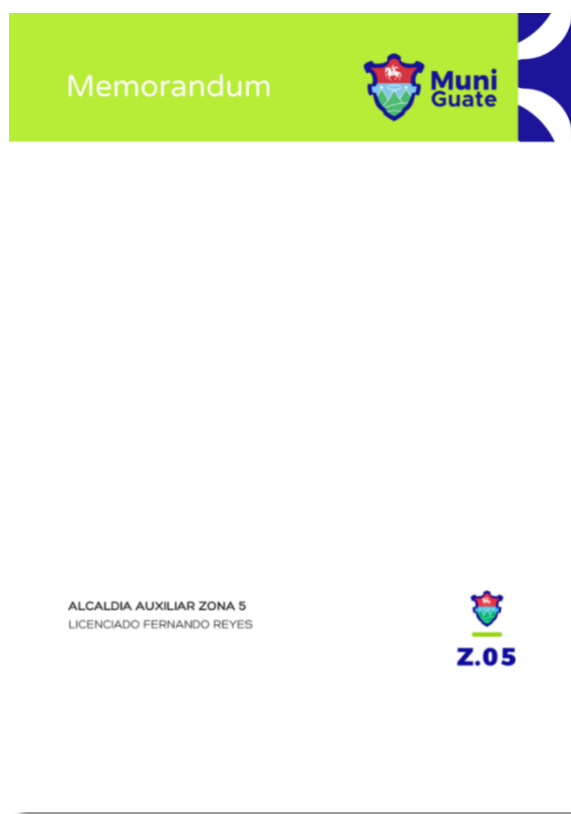 Memorandum
Muni
Guate
ALCALDIA AUXILIAR ZONA 5
LICENCIADO FERNANDO REYES
Z.05